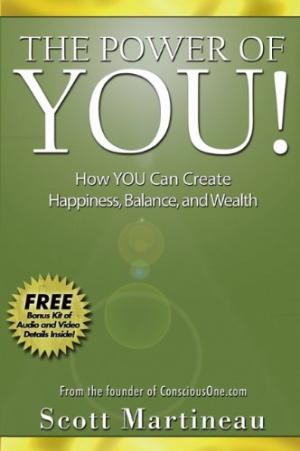 THE POWER OF
YOU!
How YOU Can Create
Happiness, Balance, and Wealth
FREE
Bonus Kit of
Audio and Video
Details Inside!
From the founder of ConsciousOne.com
Scott Martineau